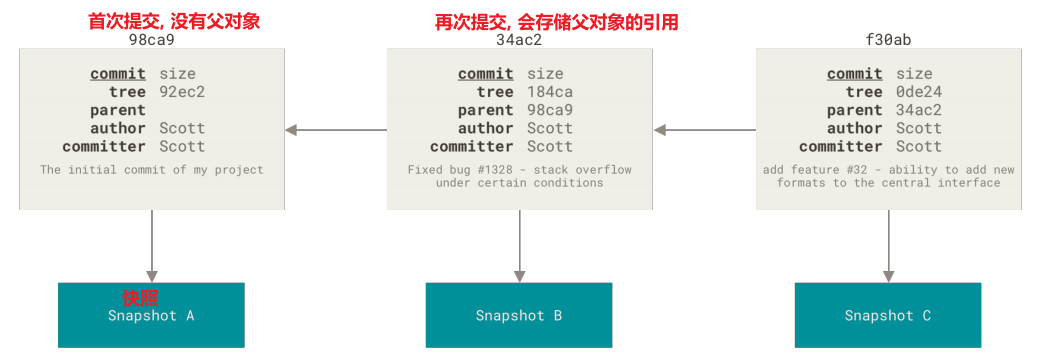 首次提交, 没有父对象
再次提交, 会存储父对象的引用
98ca9
34ac2
f30ab
commit size
tree 92ec2
parent
author Scott
committer Scott
The initial commit of my project
commit size
tree 184ca
parent 98ca9
author Scott
committer Scott
Fixed bug #1328 - stack overflow
under certain conditions
commit size
tree 0de24
parent 34ac2
author Scott
committer Scott
add feature #32 - ability to add new
formats to the central interface
快照
Snapshot A
Snapshot B
Snapshot C